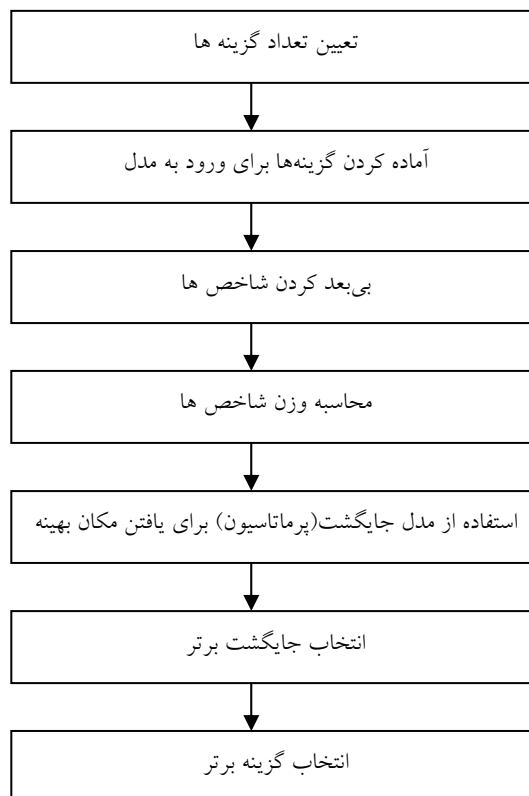 تعیین تعداد گزینه ها
آماده کردن گزینه‌ها برای ورود به مدل
بی‌بعد کردن شاخص ها
محاسبه وزن شاخص ها
استفاده از مدل جایگشت(پرماتاسیون) برای یافتن مکان بهینه
انتخاب جایگشت برتر
انتخاب گزینه برتر